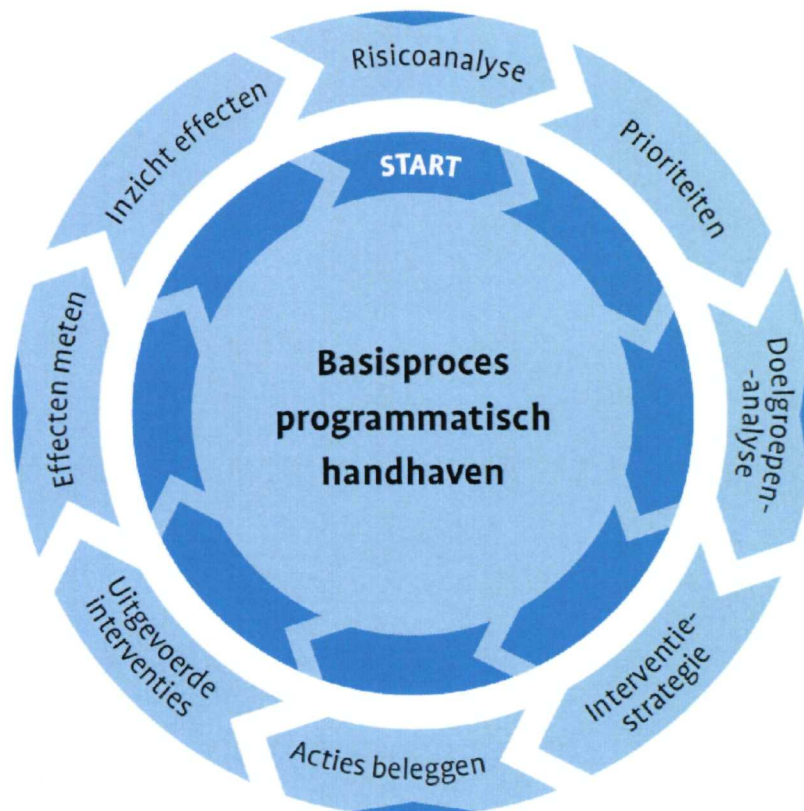 Risicoanalyse
Prioriteiten
Doelgroepen-
-analyse
Interventie-
strategie
Acties beleggen
Uitgevoerde
interventies
Effecten meten
Inzicht effecten
START
Basisproces
programmatisch
handhaven